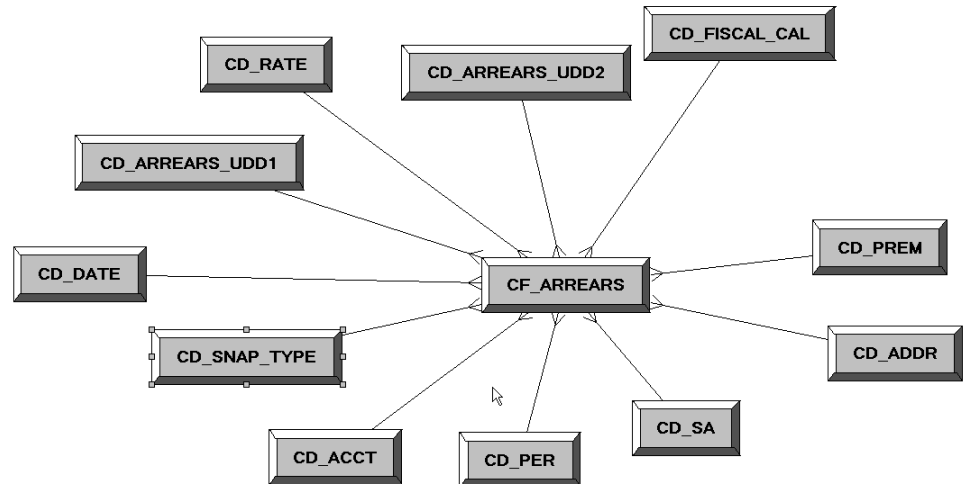 CD_FISCAL_CAL
CD_RATE
CD_ARREARS_UDD2
CD_ARREARS_UDD1
CD_PREM
CD_DATE
CF_ARREARS
CD_SNAP_TYPE
CD_ADDR
CD_SA
CD_ACCT
CD_PER